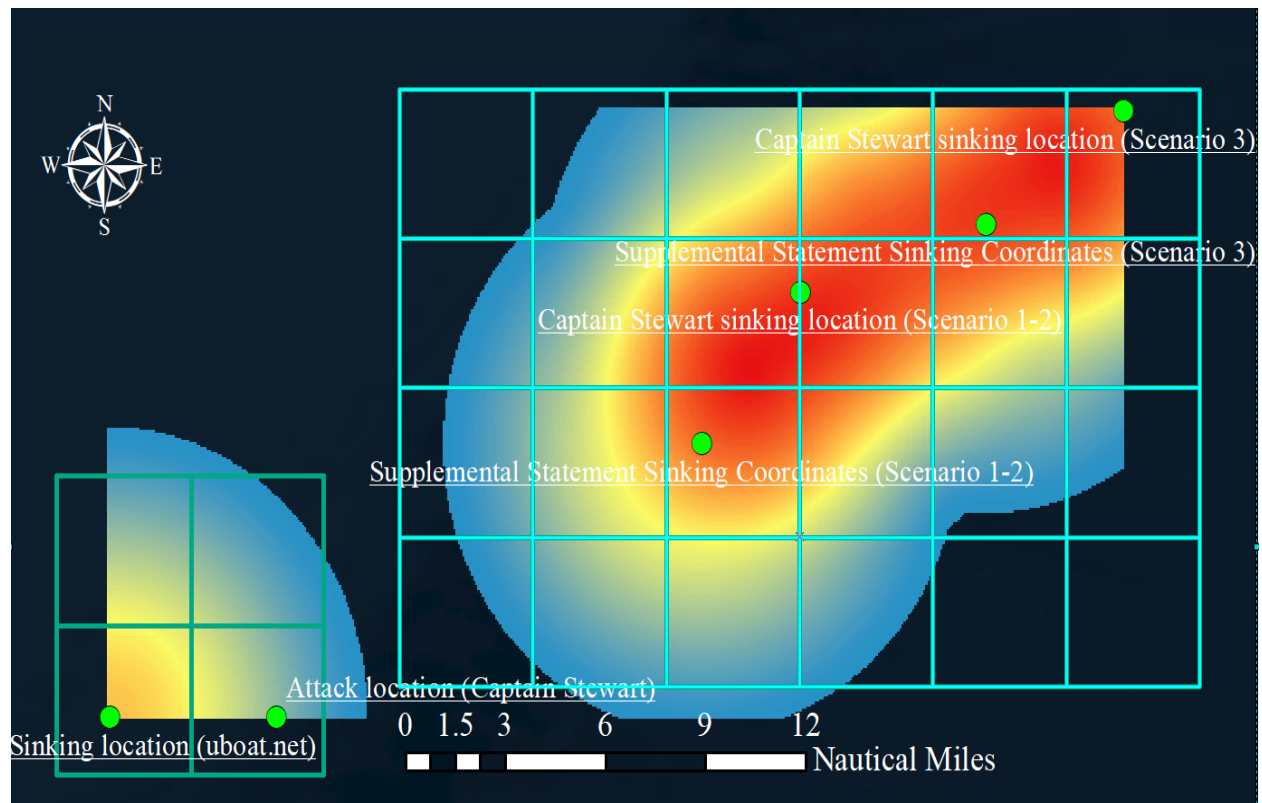 N
W E
S
Captain Stewart sinking location (Scenario 3)
Supplemental Statement Sinking Coordinates (Scenario 3)
Captain Stewart sinking location (Scenario 1-2)
Supplemental Statement Sinking Coordinates (Scenario 1-2)
Attack location (Captain Stewart)
Sinking location (uboat.net)
0 1.5 3 6 9 12
Nautical Miles